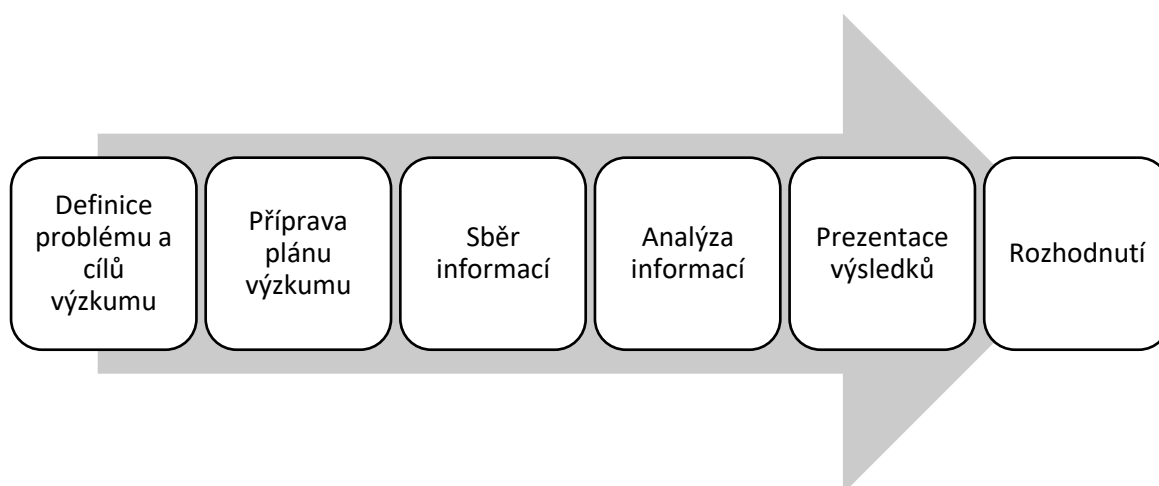 Definice
problému a
cílů
výzkumu
Příprava
plánu
výzkumu
Sběr
informací
Analýza
informací
Prezentace
výsledků
Rozhodnutí